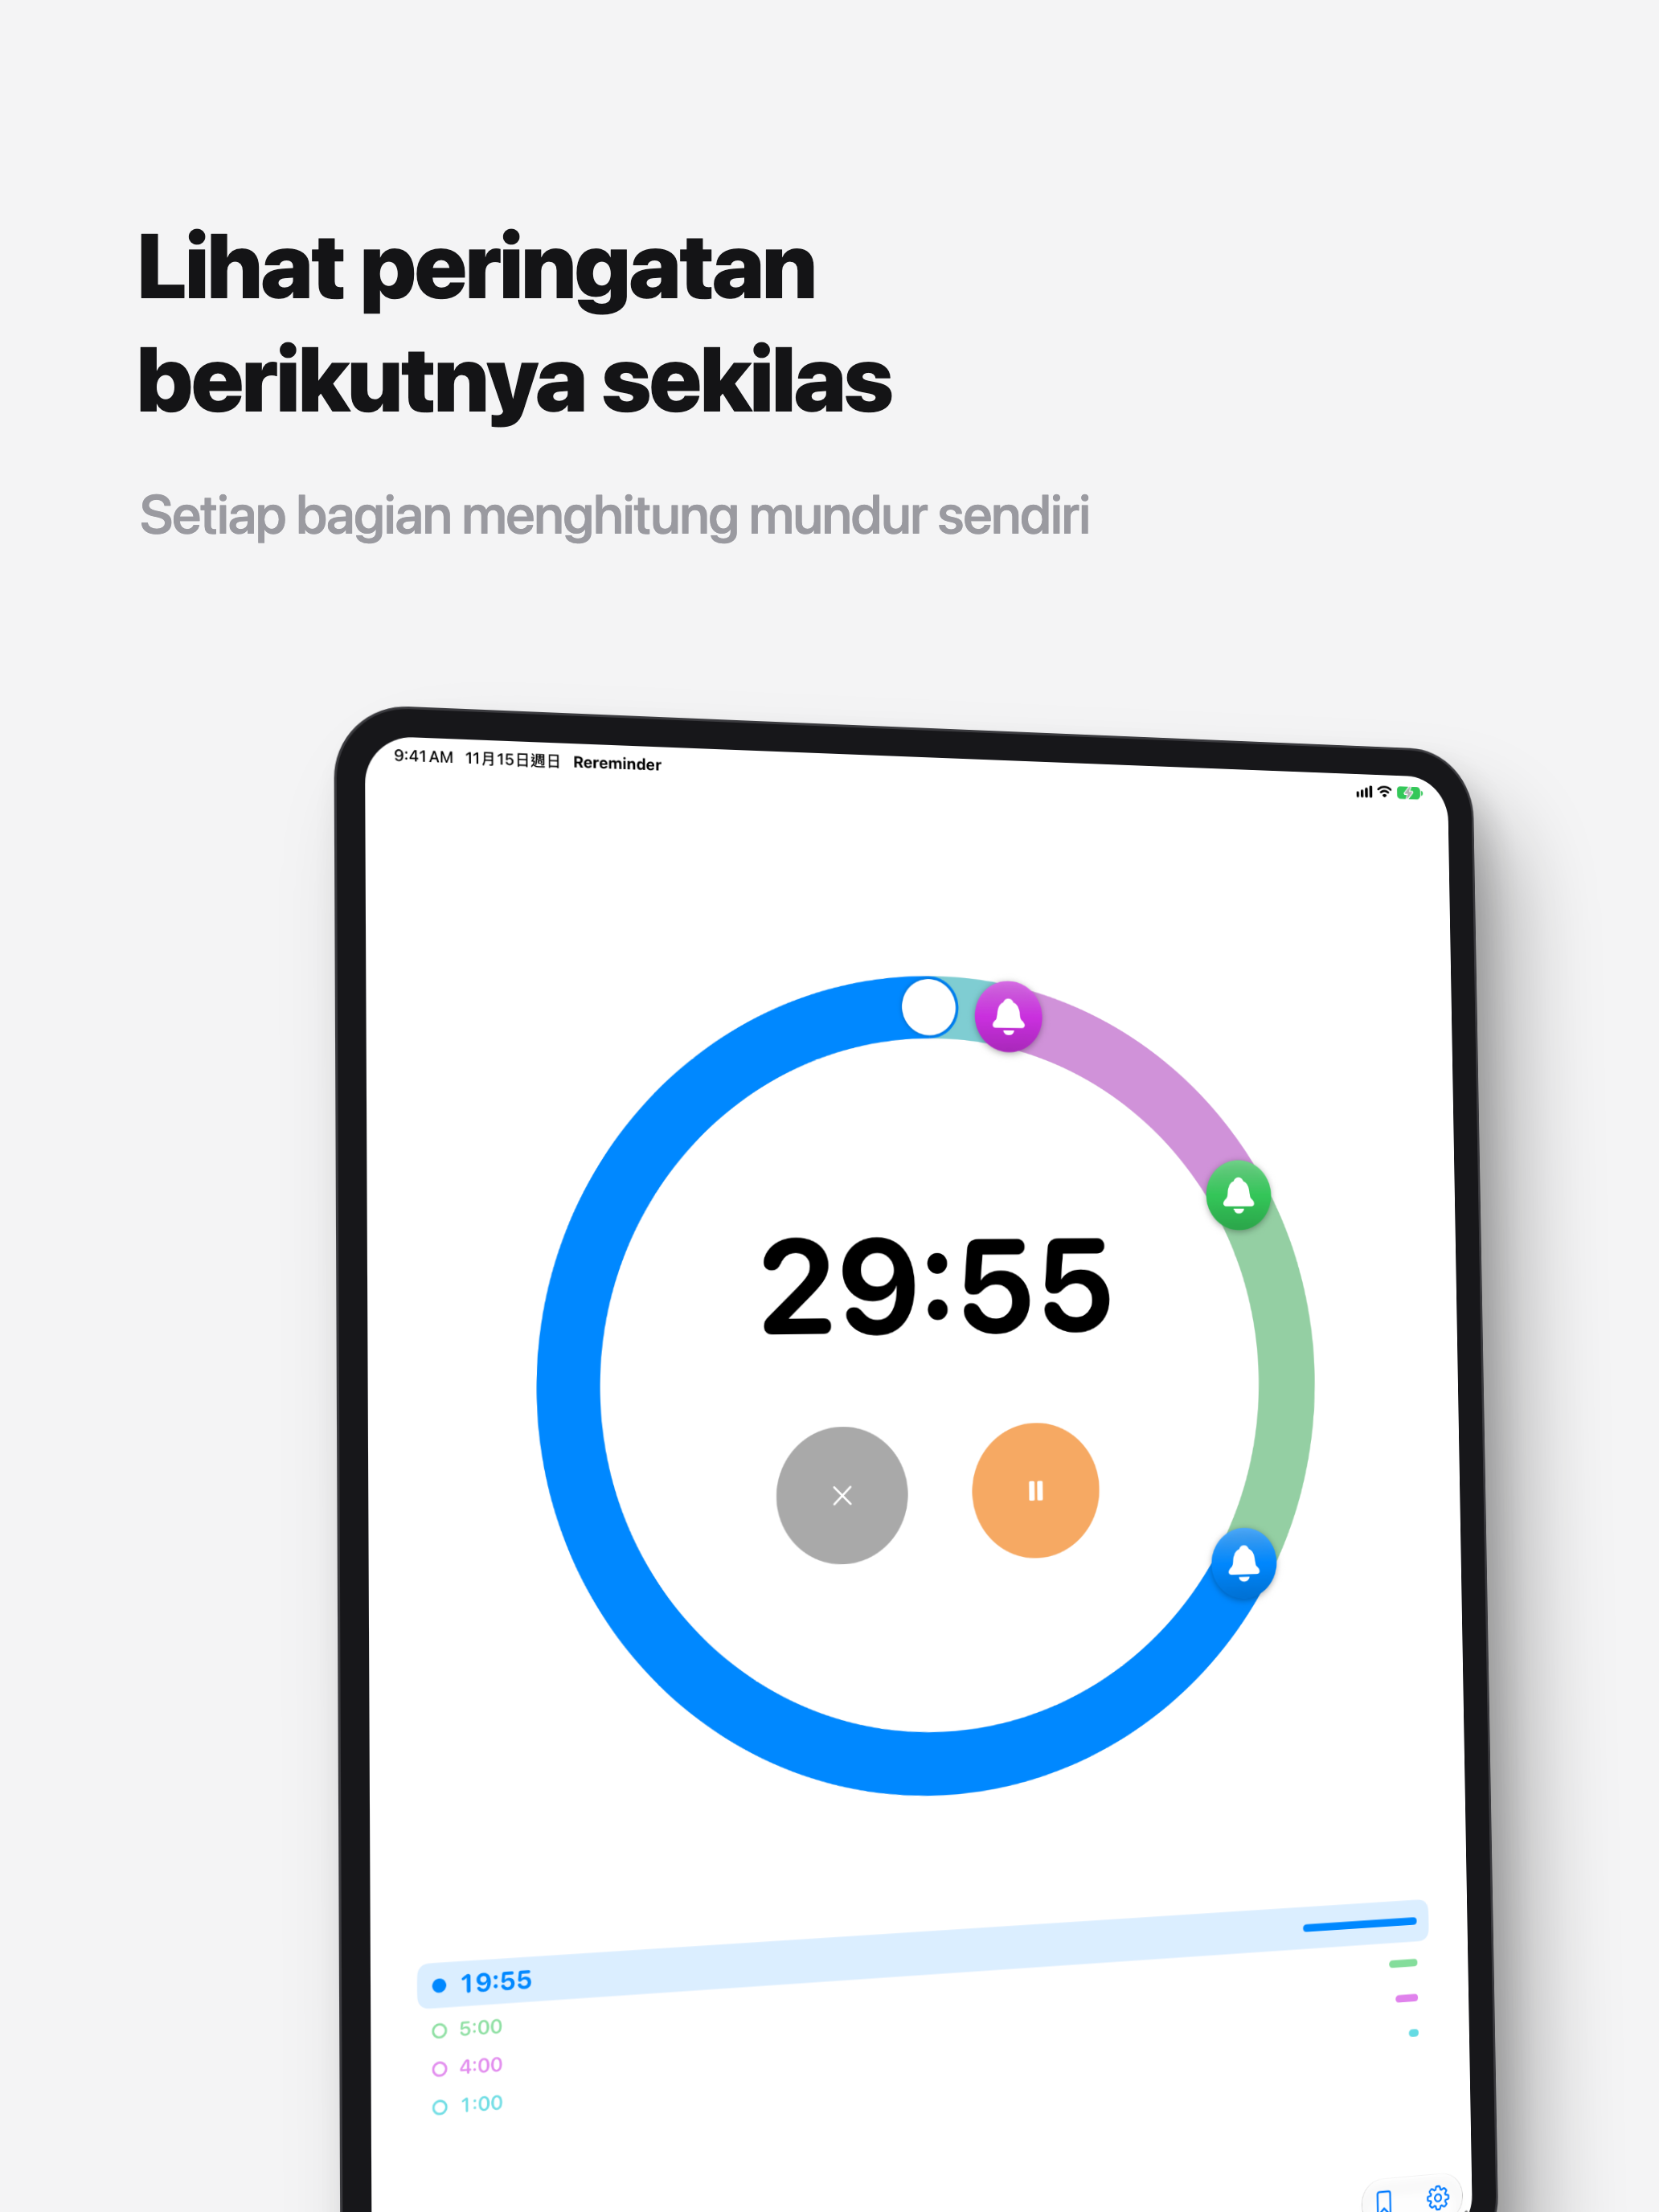 Lihat peringatan
berikutnya sekilas
Setiap bagian menghitung mundur sendiri
9:41 AM 11月15日週日 Rereminder
29:55
19:55
5:00
4:00
1:00